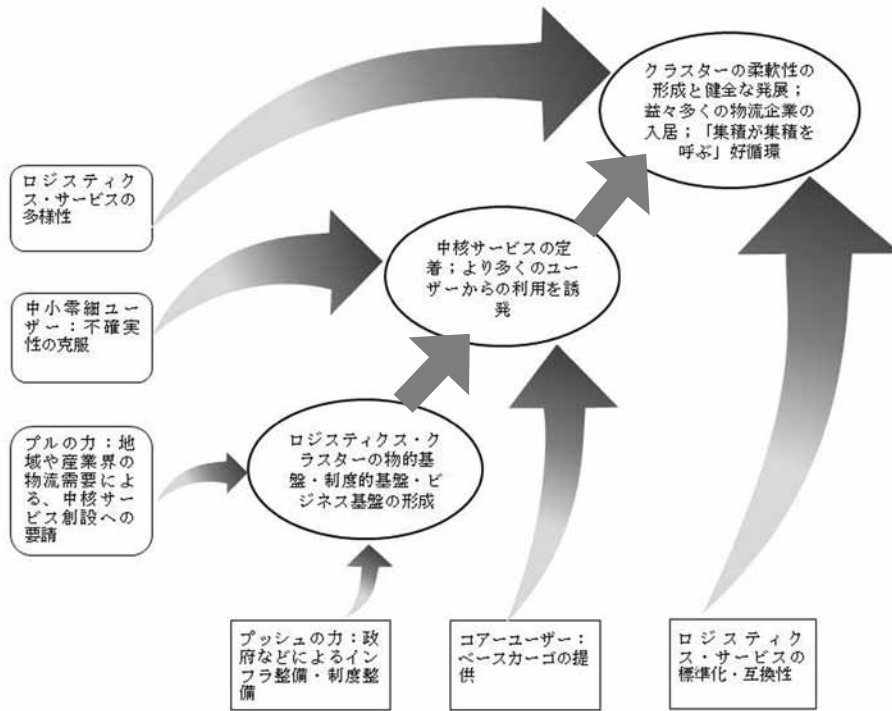 クラスターの柔軟性の
形成と健全な発展；
益々多くの物流企業の
入居；「集積が集積を
呼ぶ」好循環
ロジスティク
ス・サービスの
多様性
中核サービスの定
着；より多くのユー
ザーからの利用を誘
発
中小零細ユー
ザー：不確実
性の克服
プルの力：地
域や産業界の
物流需要によ
る、中核サー
ビス創設への
要請
ロジスティクス・ク
ラスターの物的基
盤・制度的基盤・ビ
ジネス基盤の形成
プッシュの力：政
府などによるイン
フラ整備・制度整
備
コアーユーザー：
ベースカーゴの提
供
ロジスティク
ス・サービスの
標準化・互換性